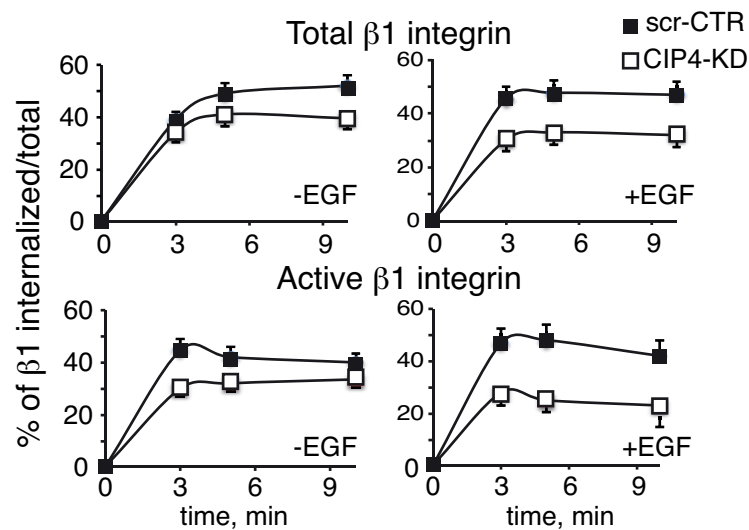 Total β1 integrin
scr-CTR
CIP4-KD
% of β1 internalized/total
60
40
20
0
0 3 6 9
-EGF
60
40
20
0
0 3 6 9
+EGF
Active β1 integrin
60
40
20
0
0 3 6 9
-EGF
time, min
60
40
20
0
0 3 6 9
+EGF
time, min